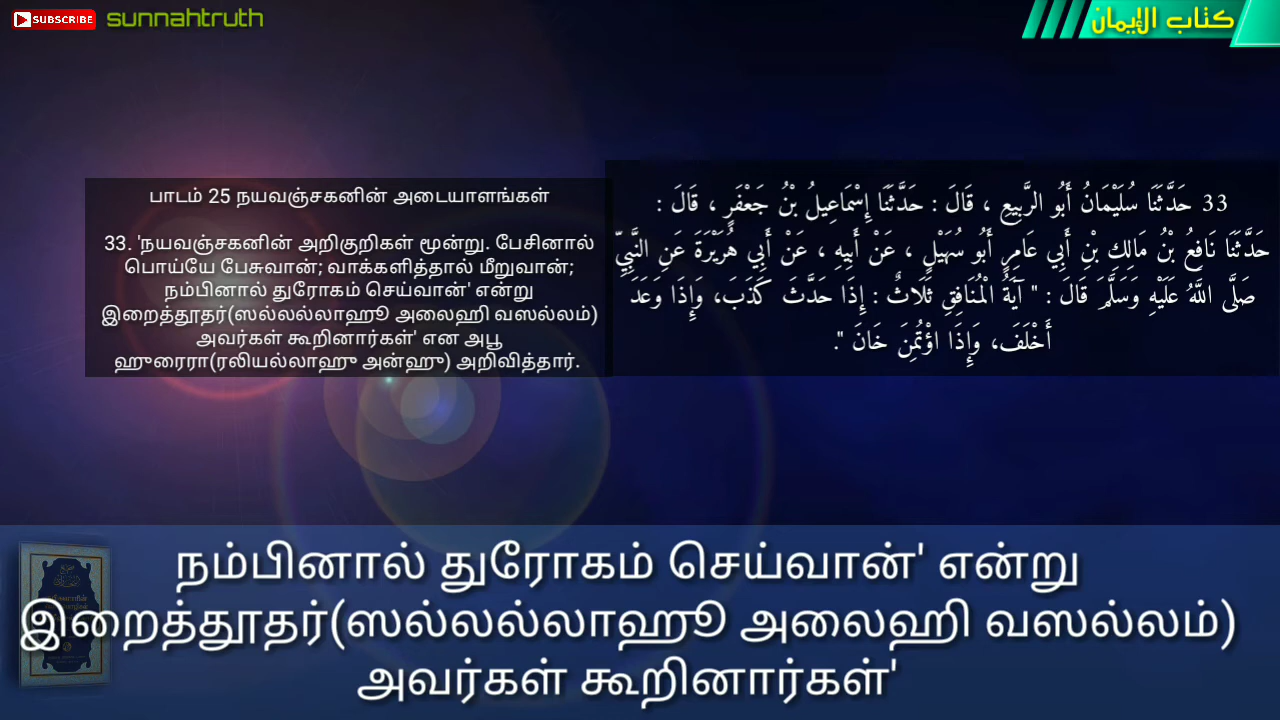 SUBSCRIBE
sunnahtruth
كتاب الإيمان
பாடம் 25 நயவஞ்சகனின் அடையாளங்கள்
33. 'நயவஞ்சகனின் அறிகுறிகள் மூன்று. பேசினால்
பொய்யே பேசுவான்; வாக்களித்தால் மீறுவான்;
நம்பினால் துரோகம் செய்வான்' என்று
இறைத்தூதர்(ஸல்லல்லாஹூ அலைஹி வஸல்லம்)
அவர்கள் கூறினார்கள்' என அபூ
ஹுரைரா(ரலியல்லாஹு அன்ஹு) அறிவித்தார்.
33 حَدَّثَنَا سُلَيْمَانُ أَبُو الرَّبِيعِ ، قَالَ : حَدَّثَنَا إِسْمَاعِيلُ بْنُ جَعْفَرٍ ، قَالَ :
حَدَّثَنَا نَافِعُ بْنُ مَالِكِ بْنِ أَبِي عَامِرٍ أَبُو سُهَيْلٍ ، عَنْ أَبِيهِ ، عَنْ أَبِي هُرَيْرَةَ عَنِ النَّبِيِّ
صَلَّى اللَّهُ عَلَيْهِ وَسَلَّمَ قَالَ : " آيَةُ الْمُنَافِقِ ثَلَاثٌ : إِذَا حَدَّثَ كَذَبَ، وَإِذَا وَعَدَ
أَخْلَفَ، وَإِذَا اؤْتُمِنَ خَانَ ".
நம்பினால் துரோகம் செய்வான்' என்று
இறைத்தூதர்(ஸல்லல்லாஹூ அலைஹி வஸல்லம்)
அவர்கள் கூறினார்கள்'